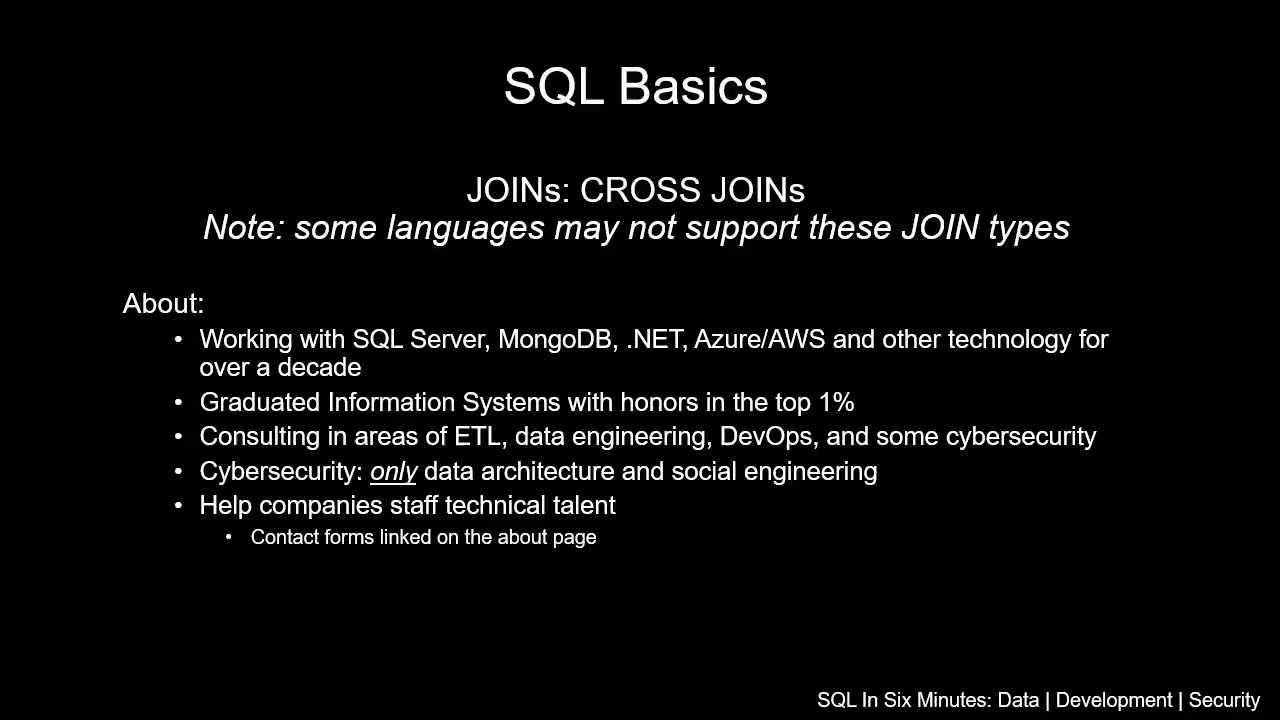 SQL Basics
JOINs: CROSS JOINs
Note: some languages may not support these JOIN types
About:
• Working with SQL Server, MongoDB, .NET, Azure/AWS and other technology for
over a decade
• Graduated Information Systems with honors in the top 1%
• Consulting in areas of ETL, data engineering, DevOps, and some cybersecurity
• Cybersecurity: only data architecture and social engineering
• Help companies staff technical talent
• Contact forms linked on the about page
SQL In Six Minutes: Data | Development | Security